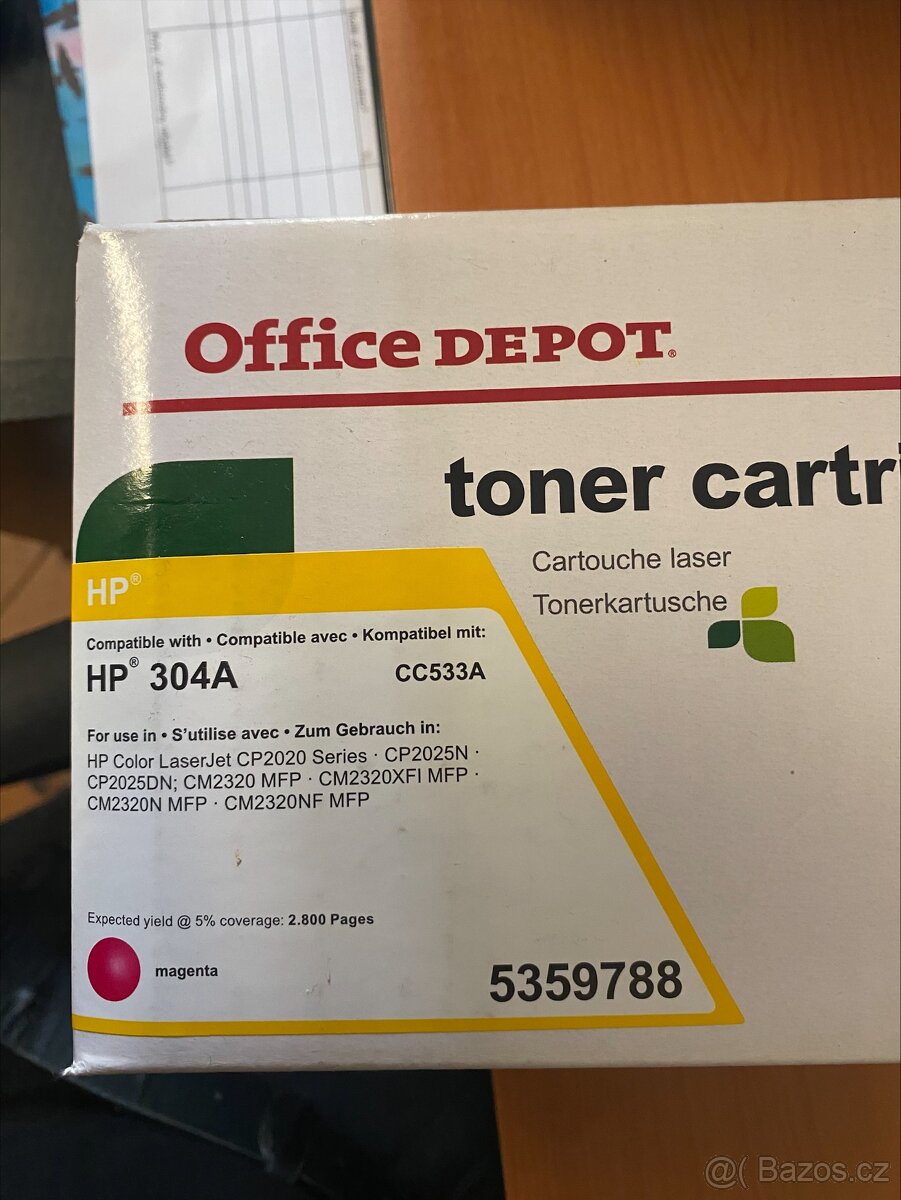 Office DEPOT®
toner cartri
Cartouche laser
Tonerkartusche
HP®
Compatible with • Compatible avec • Kompatibel mit:
HP® 304A CC533A
For use in • S'utilise avec • Zum Gebrauch in:
HP Color LaserJet CP2020 Series · CP2025N ·
CP2025DN; CM2320 MFP · CM2320XFI MFP ·
CM2320N MFP · CM2320NF MFP
Expected yield @ 5% coverage: 2.800 Pages
magenta
5359788
@( Bazos.cz